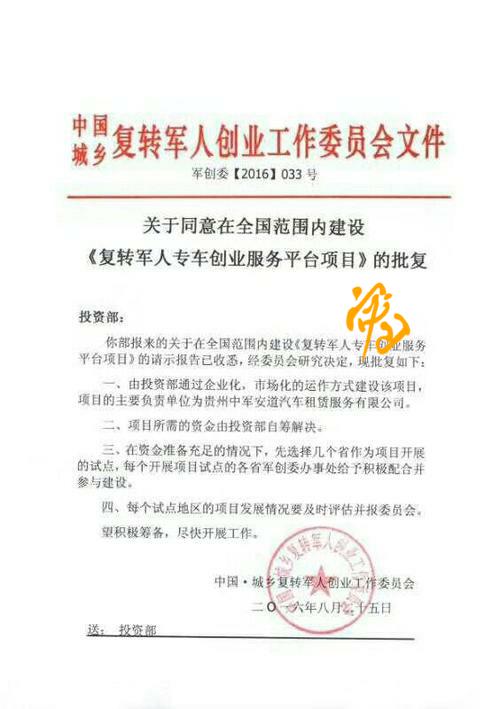 中国城乡复转军人创业工作委员会文件
军创委【2016】033 号
关于同意在全国范围内建设
《复转军人专车创业服务平台项目》的批复
投资部：
你部报来的关于在全国范围内建设《复转军人专车创业服务
平台项目》的请示报告已收悉，经委员会研究决定，现批复如下：
一、由投资部通过企业化，市场化的运作方式建设该项目，
项目的主要负责单位为贵州中军安道汽车租赁服务有限公司。
二、项目所需的资金由投资部自筹解决。
三、在资金准备充足的情况下，先选择几个省作为项目开展
的试点，每个开展项目试点的各省军创委办事处给予积极配合并
参与建设。
四、每个试点地区的项目发展情况要及时评估并报委员会。
望积极筹备，尽快开展工作。
中国·城乡复转军人创业工作委员会
二〇一六年八月二十五日
中国·城乡复转军人创业工作委员会
送： 投资部